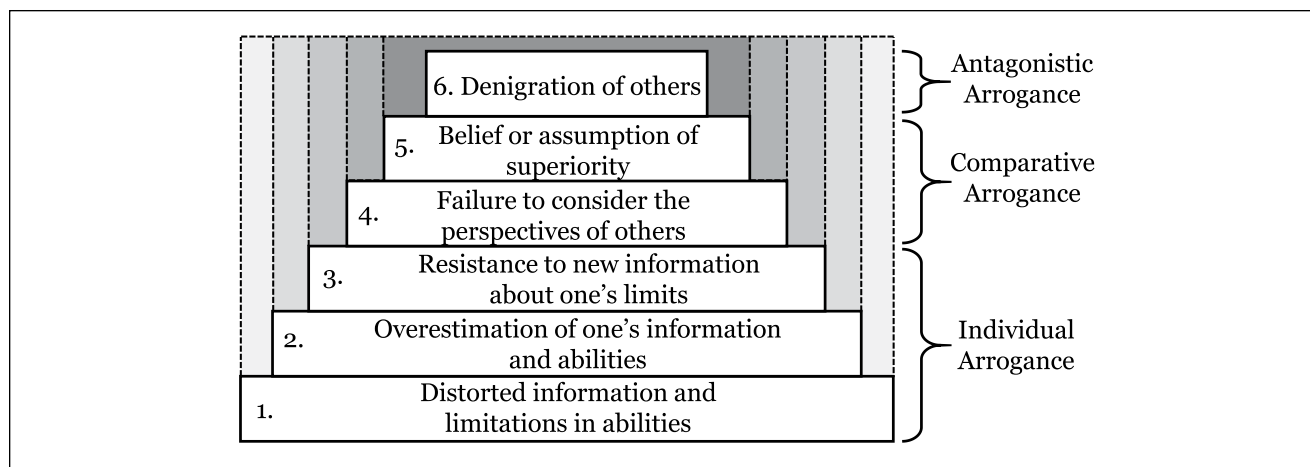 6. Denigration of others
5. Belief or assumption of
superiority
4. Failure to consider the
perspectives of others
3. Resistance to new information
about one’s limits
2. Overestimation of one’s information
and abilities
1. Distorted information and
limitations in abilities
Antagonistic
Arrogance
Comparative
Arrogance
Individual
Arrogance